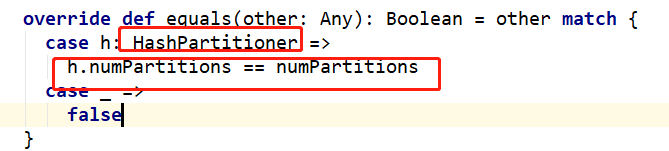 override def equals(other: Any): Boolean = other match {
case h: HashPartitioner =>
h.numPartitions == numPartitions
case _ =>
false
}